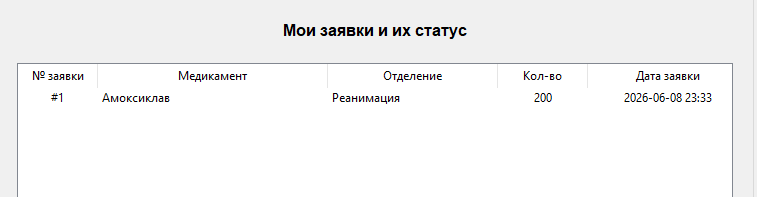 Мои заявки и их статус
№ заявки Медикамент Отделение Кол-во Дата заявки
#1 Амоксиклав Реанимация 200 2026-06-08 23:33